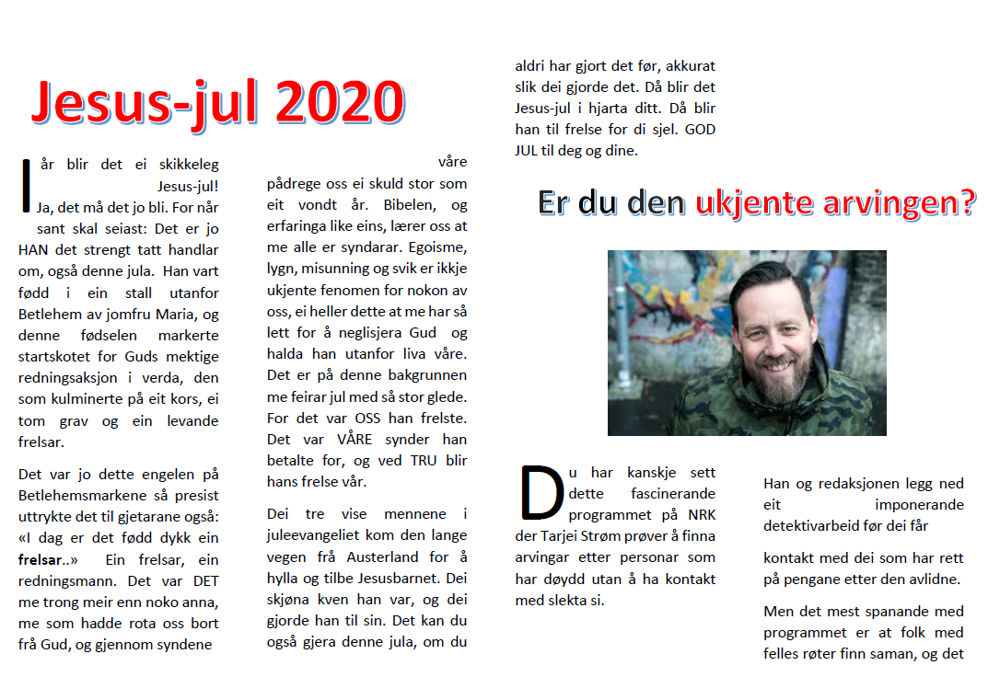 Jesus-jul 2020
I år blir det ei skikkeleg
Jesus-jul!
Ja, det må det jo bli. For når
sant skal seiast: Det er jo
HAN det strengt tatt handlar
om, også denne jula. Han vart
fødd i ein stall utanfor
Betlehem av jomfru Maria, og
denne fødselen markerte
startskotet for Guds mektige
redningsaksjon i verda, den
som kulminerte på eit kors, ei
tom grav og ein levande
frelsar.
Det var jo dette engelen på
Betlehemsmarkene så presist
uttrykte det til gjetarane også:
«I dag er det fødd dykk ein
frelsar..» Ein frelsar, ein
redningsmann. Det var DET
me trong meir enn noko anna,
me som hadde rota oss bort
frå Gud, og gjennom syndene
våre
pådrege oss ei skuld stor som
eit vondt år. Bibelen, og
erfaringa like eins, lærer oss at
me alle er syndarar. Egoisme,
lygn, misunning og svik er ikkje
ukjente fenomen for nokon av
oss, ei heller dette at me har så
lett for å neglisjera Gud og
halda han utanfor liva våre.
Det er på denne bakgrunnen
me feirar jul med så stor glede.
For det var OSS han frelste.
Det var VÅRE synder han
betalte for, og ved TRU blir
hans frelse vår.
Dei tre vise mennene i
juleevangeliet kom den lange
vegen frå Austerland for å
hylla og tilbe Jesusbarnet. Dei
skjøna kven han var, og dei
gjorde han til sin. Det kan du
også gjera denne jula, om du
aldri har gjort det før, akkurat
slik dei gjorde det. Då blir det
Jesus-jul i hjarta ditt. Då blir
han til frelse for di sjel. GOD
JUL til deg og dine.
Er du den ukjente arvingen?
Du har kanskje sett
dette fascinerande
programmet på NRK
der Tarjei Strøm prøver å finna
arvingar etter personar som
har døydd utan å ha kontakt
med slekta si.
Han og redaksjonen legg ned
eit imponerande
detektivarbeid før dei får
kontakt med dei som har rett
på pengane etter den avlidne.
Men det mest spanande med
programmet er at folk med
felles røter finn saman, og det